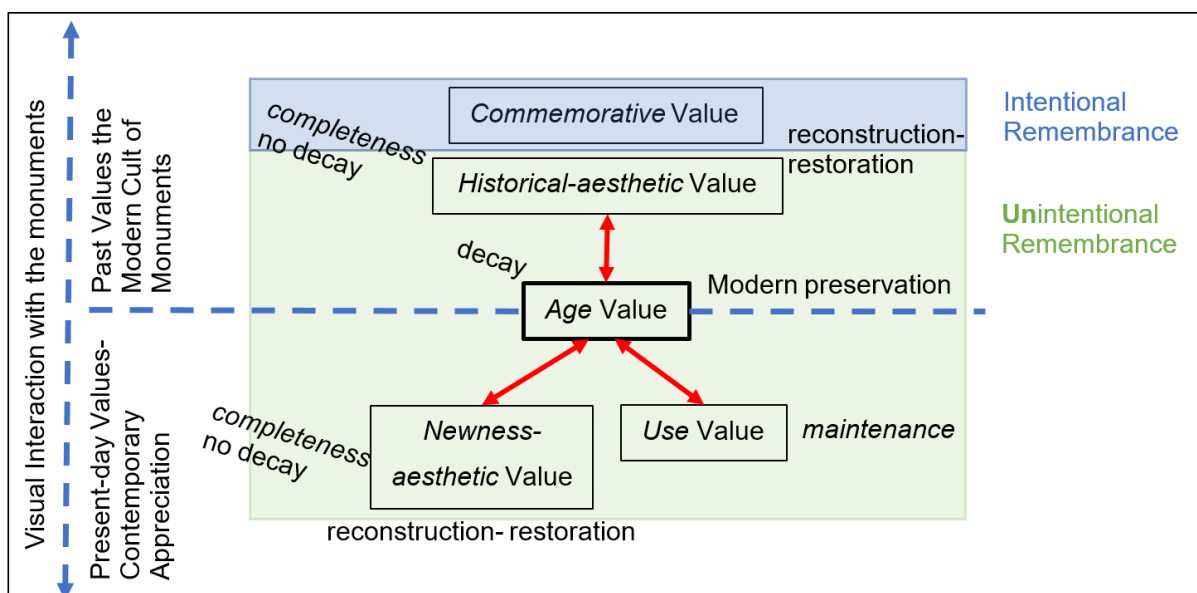 Visual Interaction with the monuments
Past Values the
Modern Cult of
Monuments
Present-day Values-
Contemporary
Appreciation
completeness
no decay
Commemorative Value
reconstruction-
restoration
Historical-aesthetic Value
decay
Age Value
Modern preservation
completeness
no decay
Newness-
aesthetic Value
Use Value
maintenance
reconstruction- restoration
Intentional
Remembrance
Unintentional
Remembrance